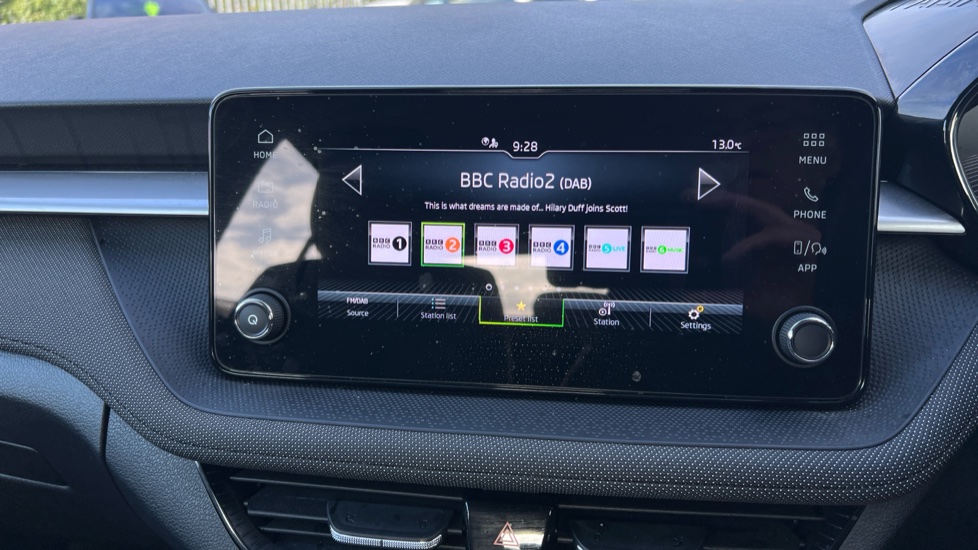 9:28
13.0°C
HOME
RADIO
MENU
PHONE
APP
BBC Radio2 (DAB)
This is what dreams are made of... Hilary Duff joins Scott!
BBC RADIO 1
BBC RADIO 2
BBC RADIO 3
BBC RADIO 4
BBC 5 LIVE
BBC 6 MUSIC
FM/DAB
Source
Station list
Preset list
Station
Settings